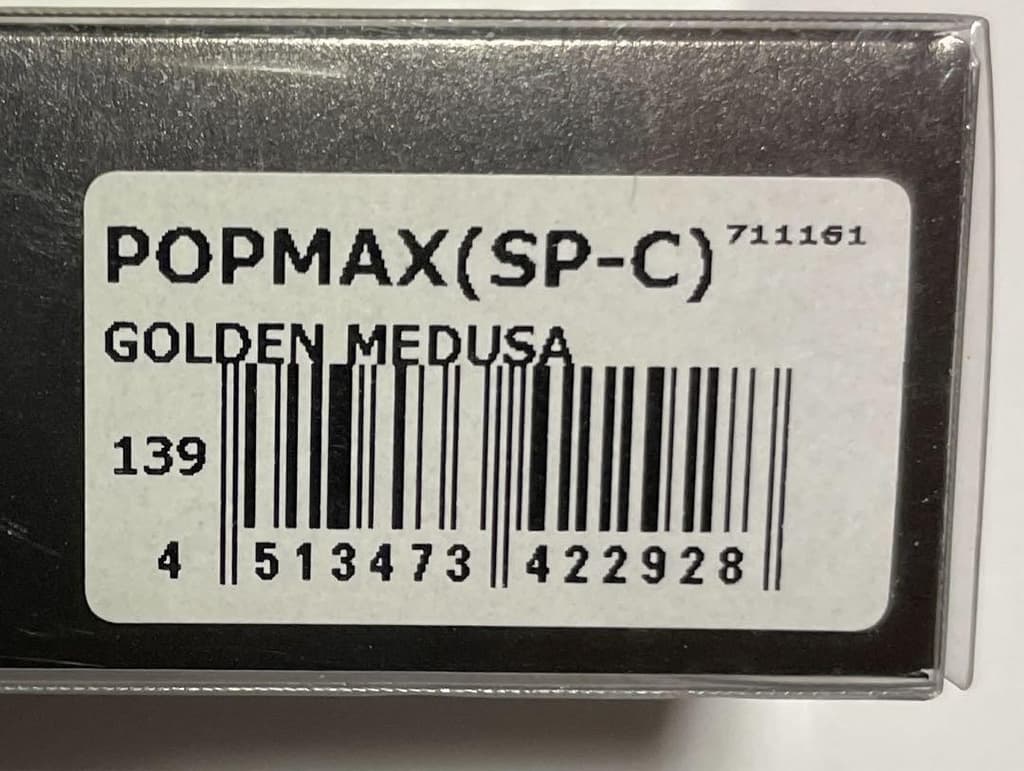 POPMAX(SP-C) 711161
GOLDEN MEDUSA
139
4 513473 422928